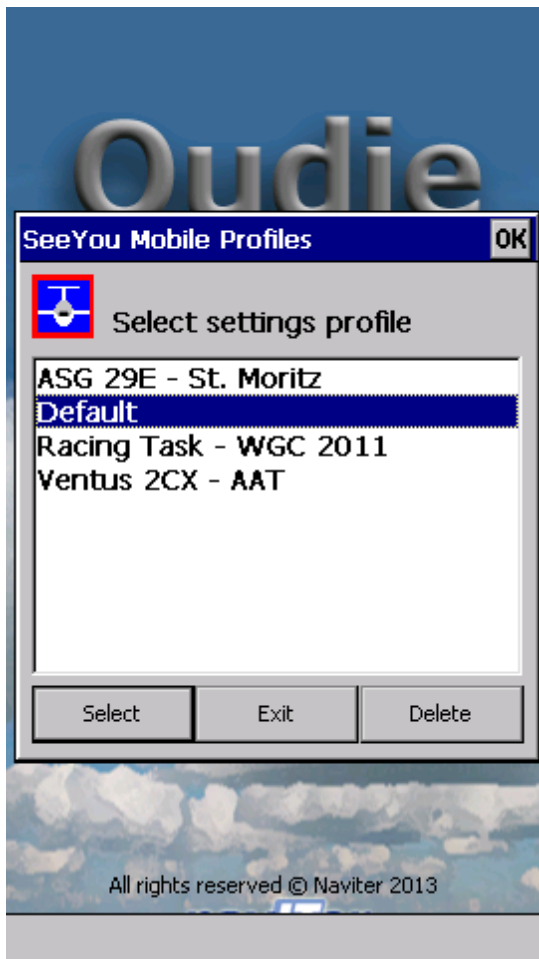 Oudie
SeeYou Mobile Profiles OK
Select settings profile
ASG 29E - St. Moritz
Default
Racing Task - WGC 2011
Ventus 2CX - AAT
Select Exit Delete
All rights reserved © Naviter 2013